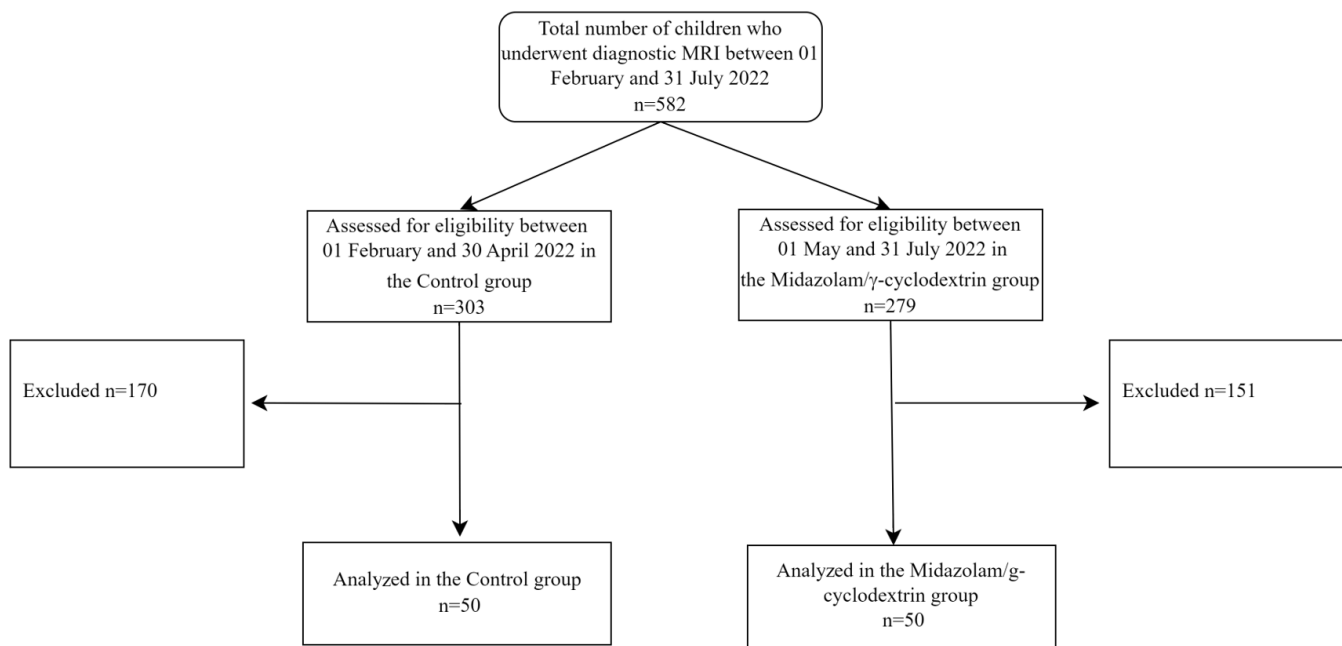 Total number of children who
underwent diagnostic MRI between 01
February and 31 July 2022
n=582
Assessed for eligibility between
01 February and 30 April 2022 in
the Control group
n=303
Assessed for eligibility between
01 May and 31 July 2022 in
the Midazolam/γ-cyclodextrin group
n=279
Excluded n=170
Excluded n=151
Analyzed in the Control group
n=50
Analyzed in the Midazolam/g-
cyclodextrin group
n=50